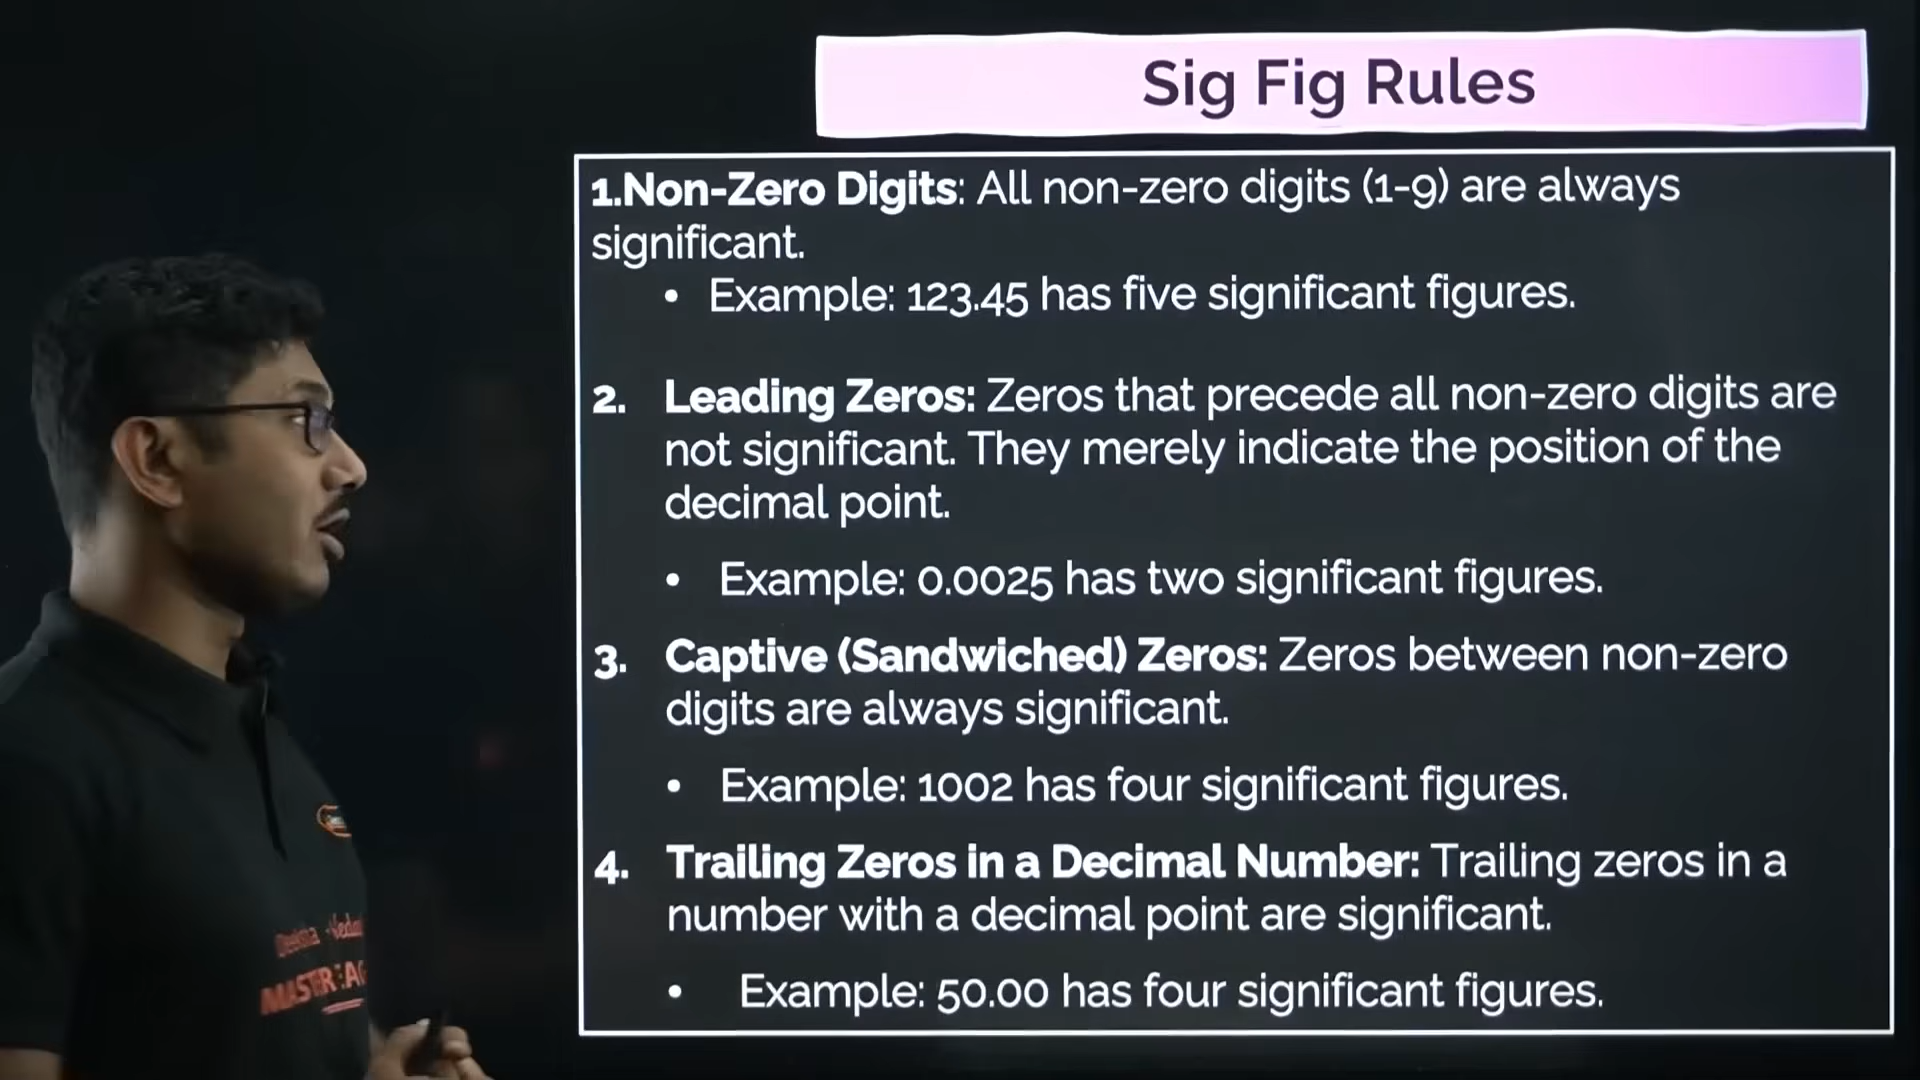 Sig Fig Rules
1.Non-Zero Digits: All non-zero digits (1-9) are always
significant.
• Example: 123.45 has five significant figures.
2. Leading Zeros: Zeros that precede all non-zero digits are
not significant. They merely indicate the position of the
decimal point.
• Example: 0.0025 has two significant figures.
3. Captive (Sandwiched) Zeros: Zeros between non-zero
digits are always significant.
• Example: 1002 has four significant figures.
4. Trailing Zeros in a Decimal Number: Trailing zeros in a
number with a decimal point are significant.
• Example: 50.00 has four significant figures.
Deeksha